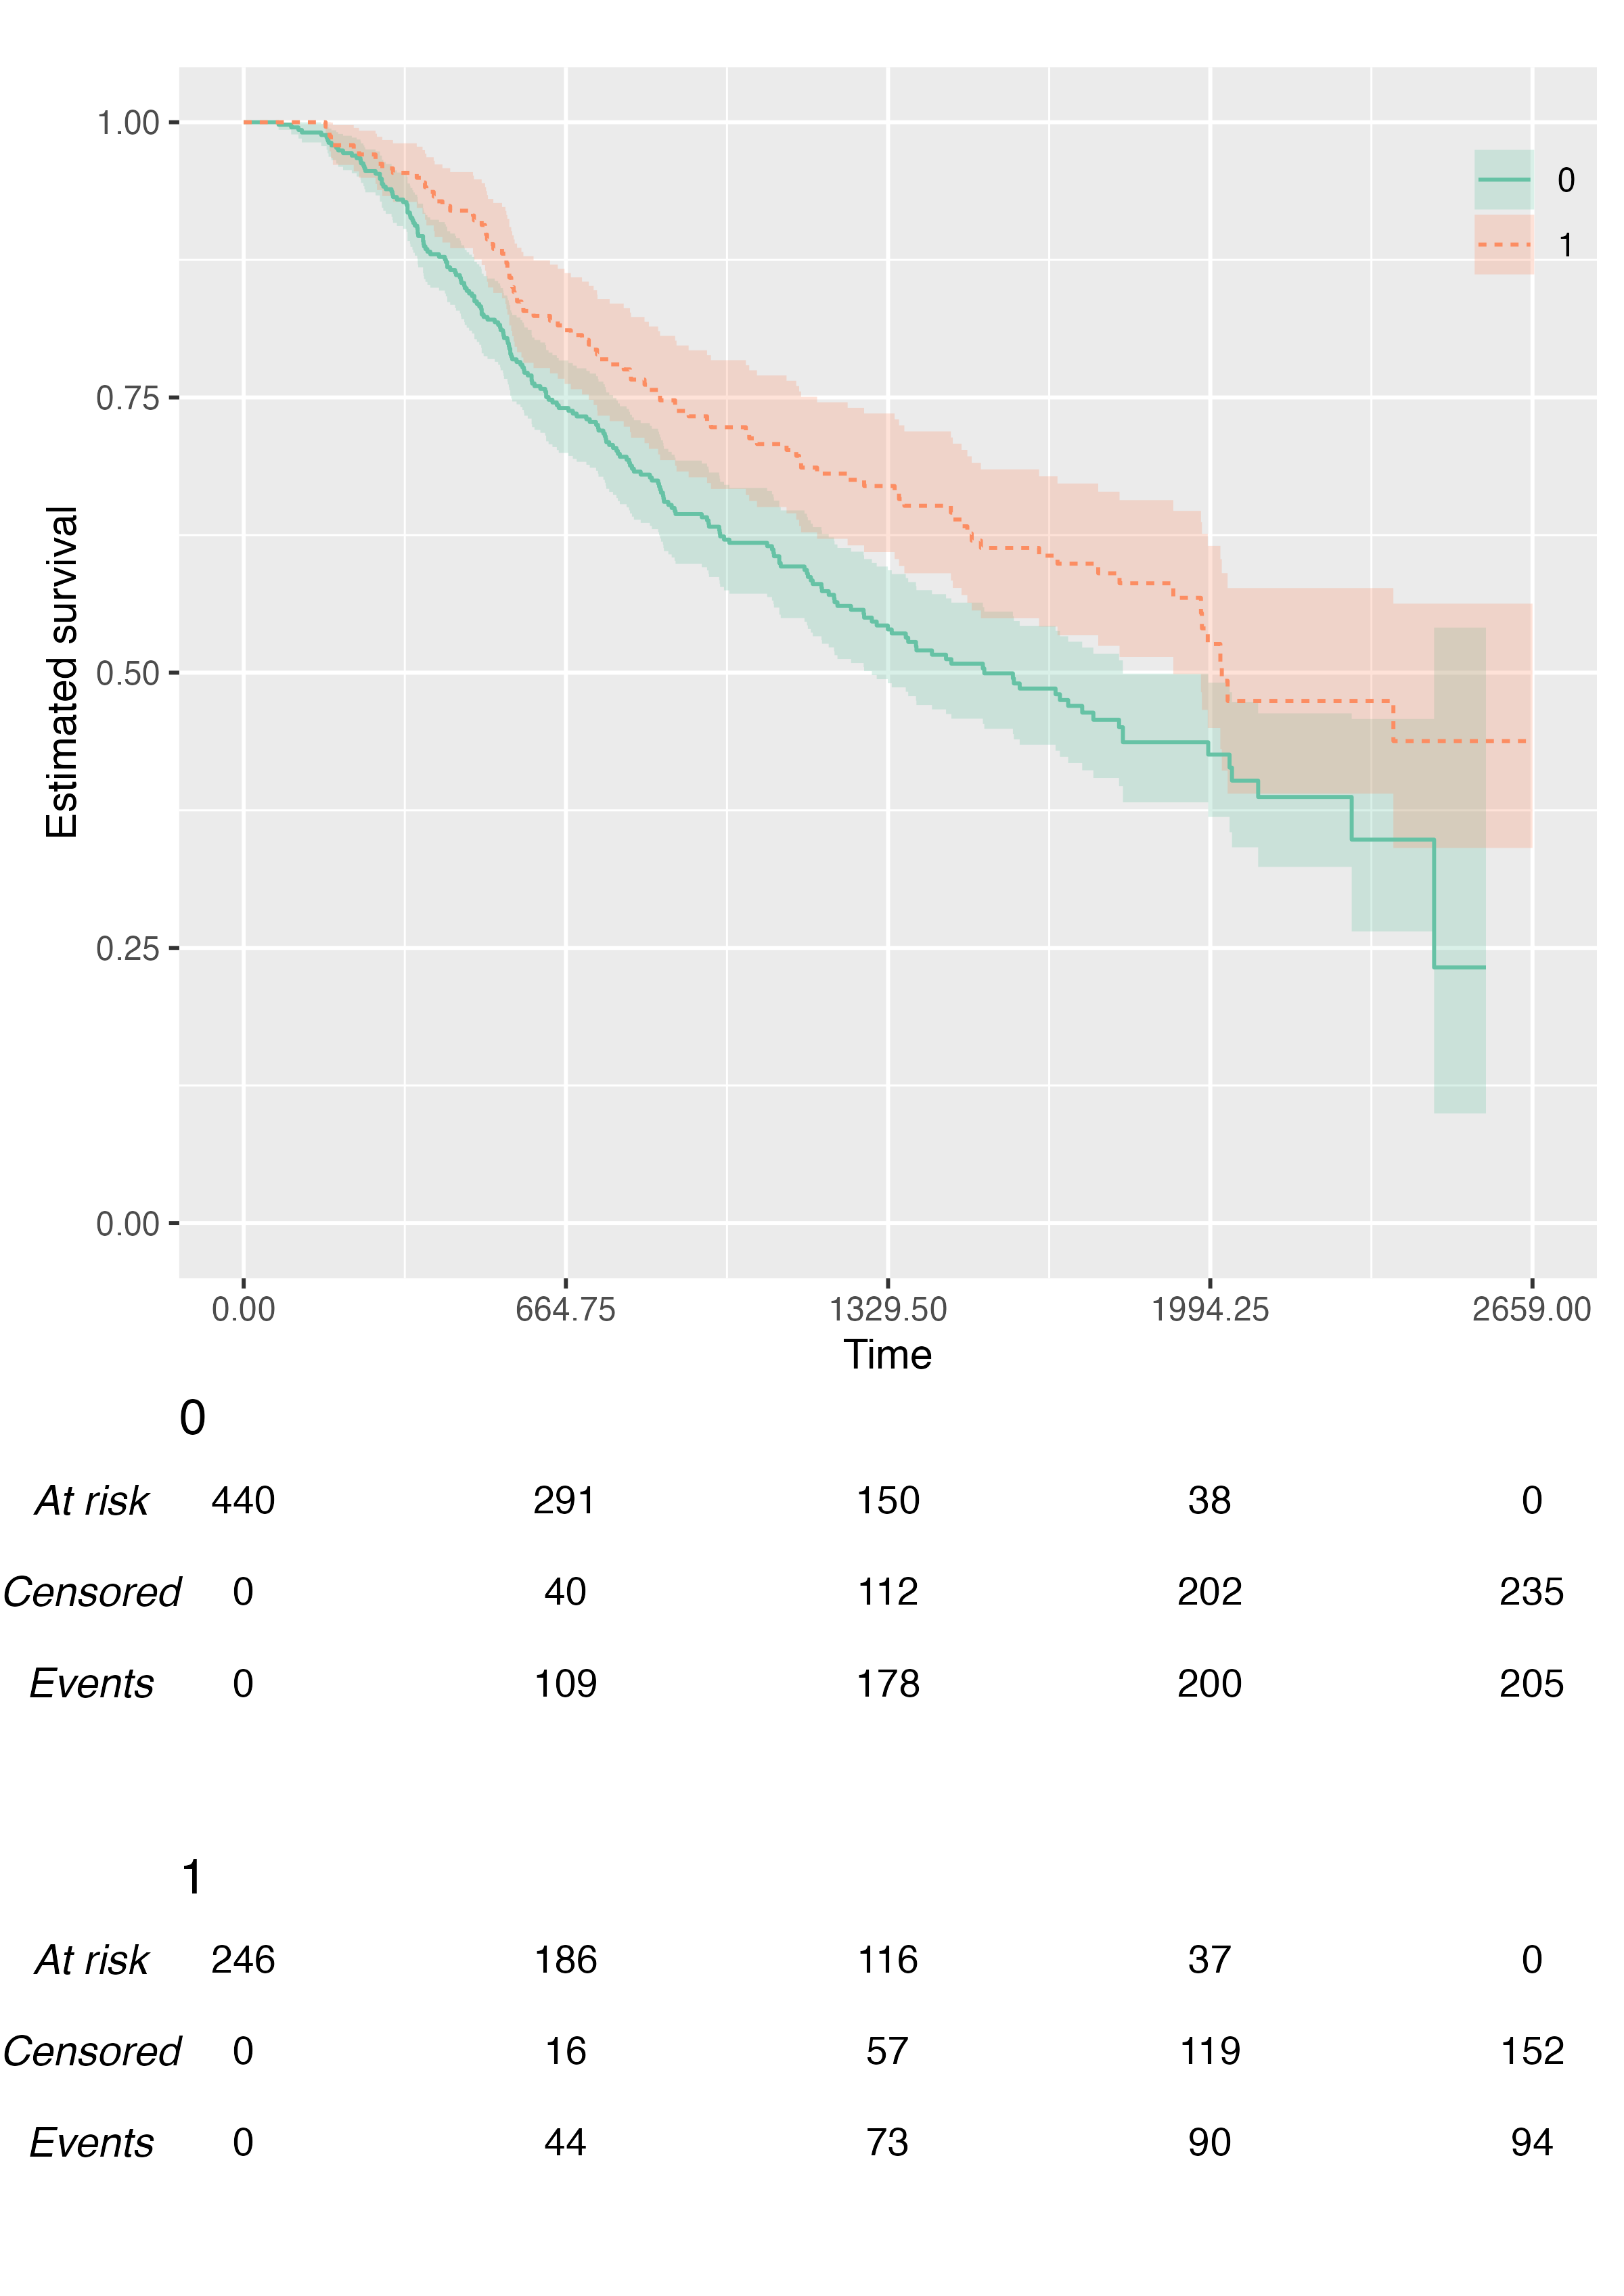 1.00
0.75
0.50
0.25
0.00
Estimated survival
0
1
0.00 664.75 1329.50 1994.25 2659.00
Time
0
At risk 440 291 150 38 0
Censored 0 40 112 202 235
Events 0 109 178 200 205
1
At risk 246 186 116 37 0
Censored 0 16 57 119 152
Events 0 44 73 90 94